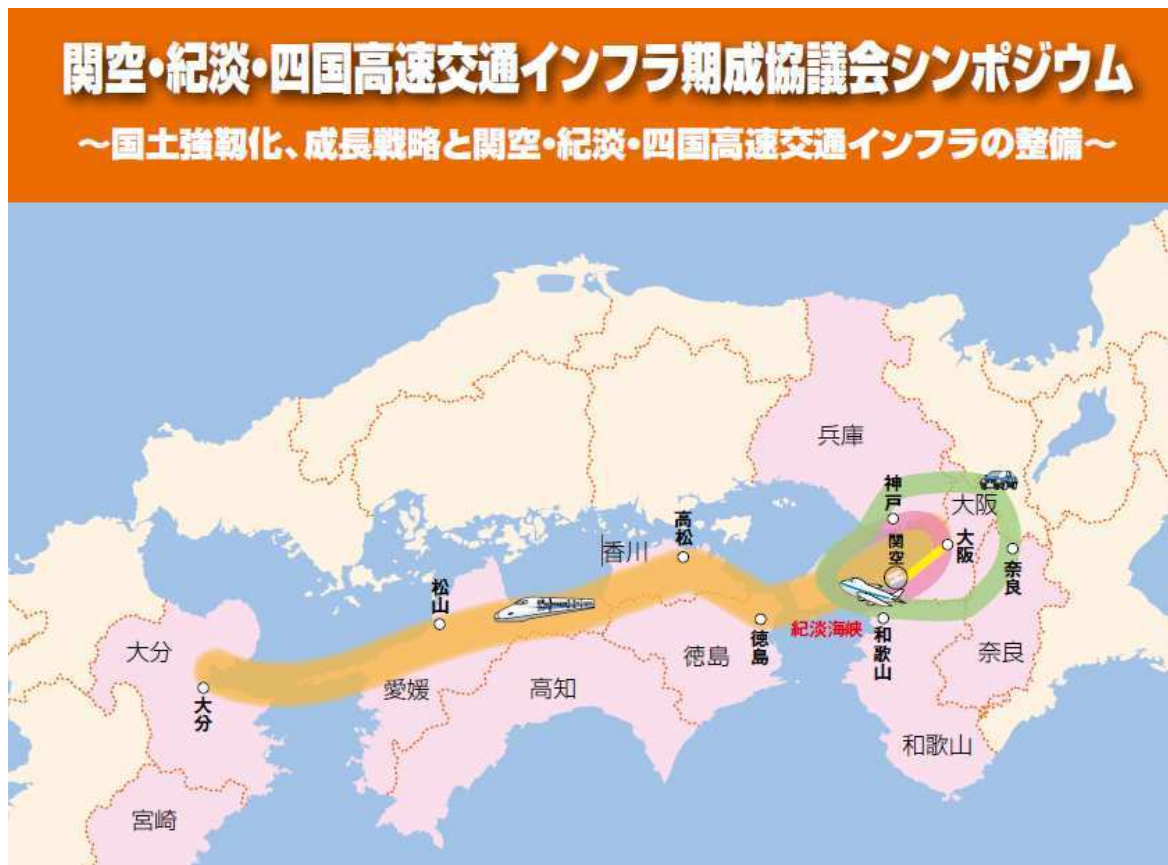 関空・紀淡・四国高速交通インフラ期成協議会シンポジウム
～国土強靱化、成長戦略と関空・紀淡・四国高速交通インフラの整備～
兵庫
神戸
大阪
関空
大阪
奈良
高松
香川
松山
紀淡海峡
和歌山
徳島
徳島
奈良
大分
大分
愛媛
高知
和歌山
宮崎